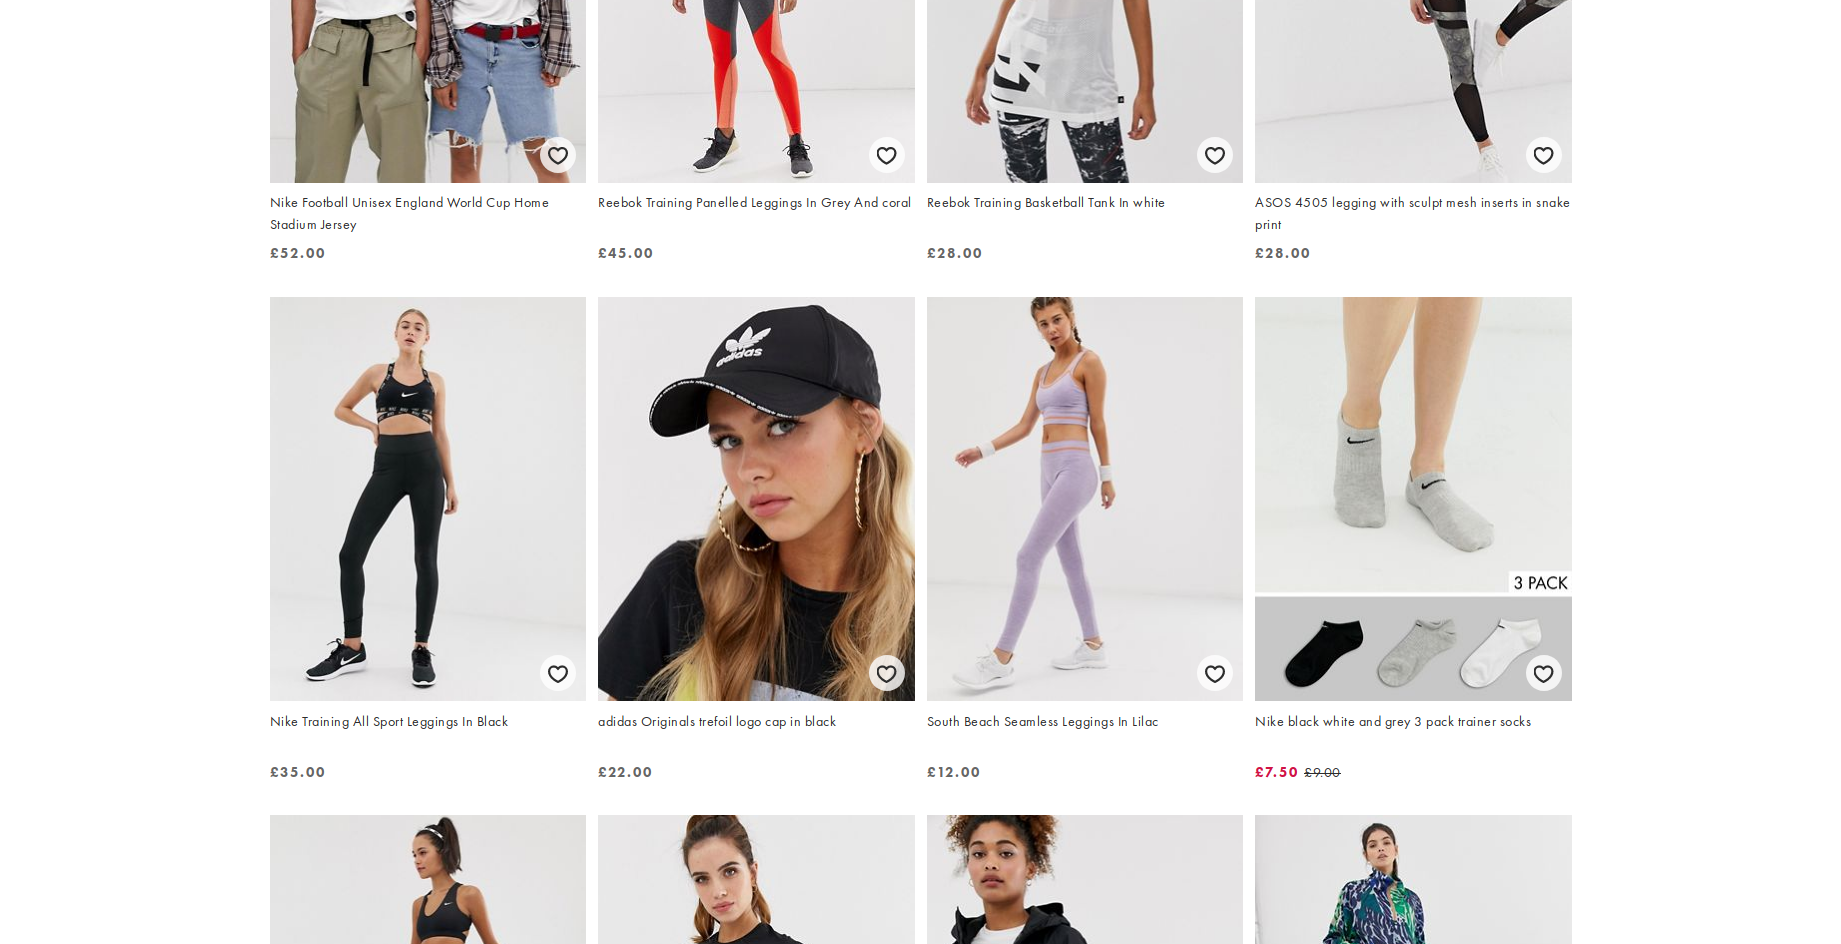 Nike Football Unisex England World Cup Home
Stadium Jersey
£52.00
Reebok Training Panelled Leggings In Grey And coral
£45.00
Reebok Training Basketball Tank In white
£28.00
ASOS 4505 legging with sculpt mesh inserts in snake
print
£28.00
adidas
3 PACK
Nike Training All Sport Leggings In Black
£35.00
adidas Originals trefoil logo cap in black
£22.00
South Beach Seamless Leggings In Lilac
£12.00
Nike black white and grey 3 pack trainer socks
£7.50 £9.00